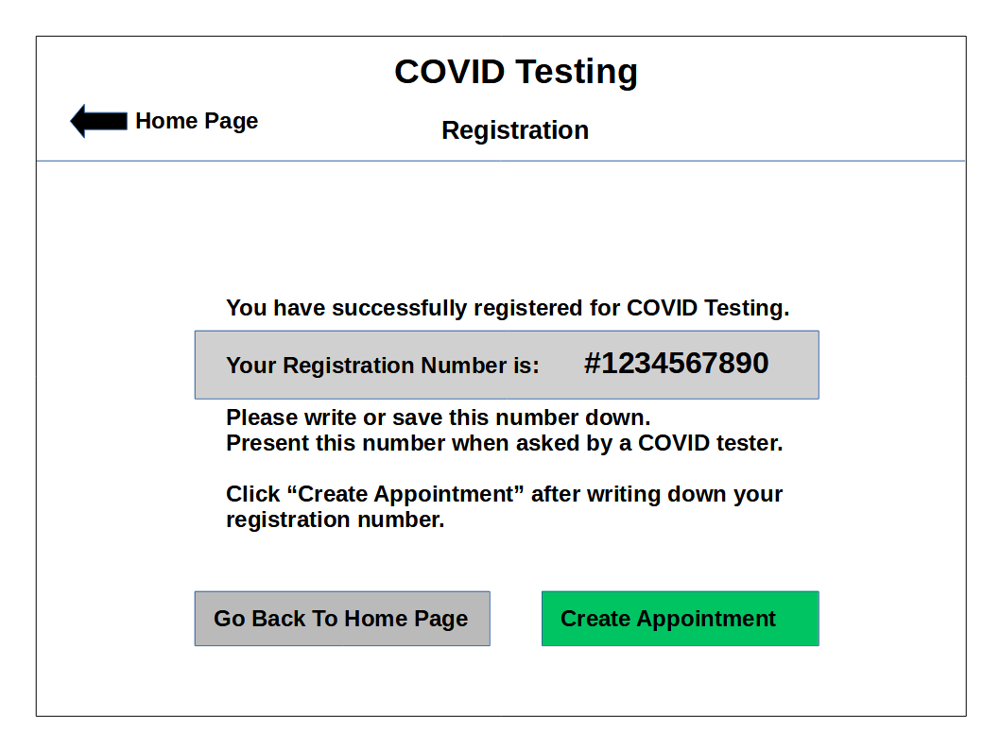 COVID Testing
Home Page
Registration
You have successfully registered for COVID Testing.
Your Registration Number is: #1234567890
Please write or save this number down.
Present this number when asked by a COVID tester.
Click “Create Appointment” after writing down your
registration number.
Go Back To Home Page
Create Appointment